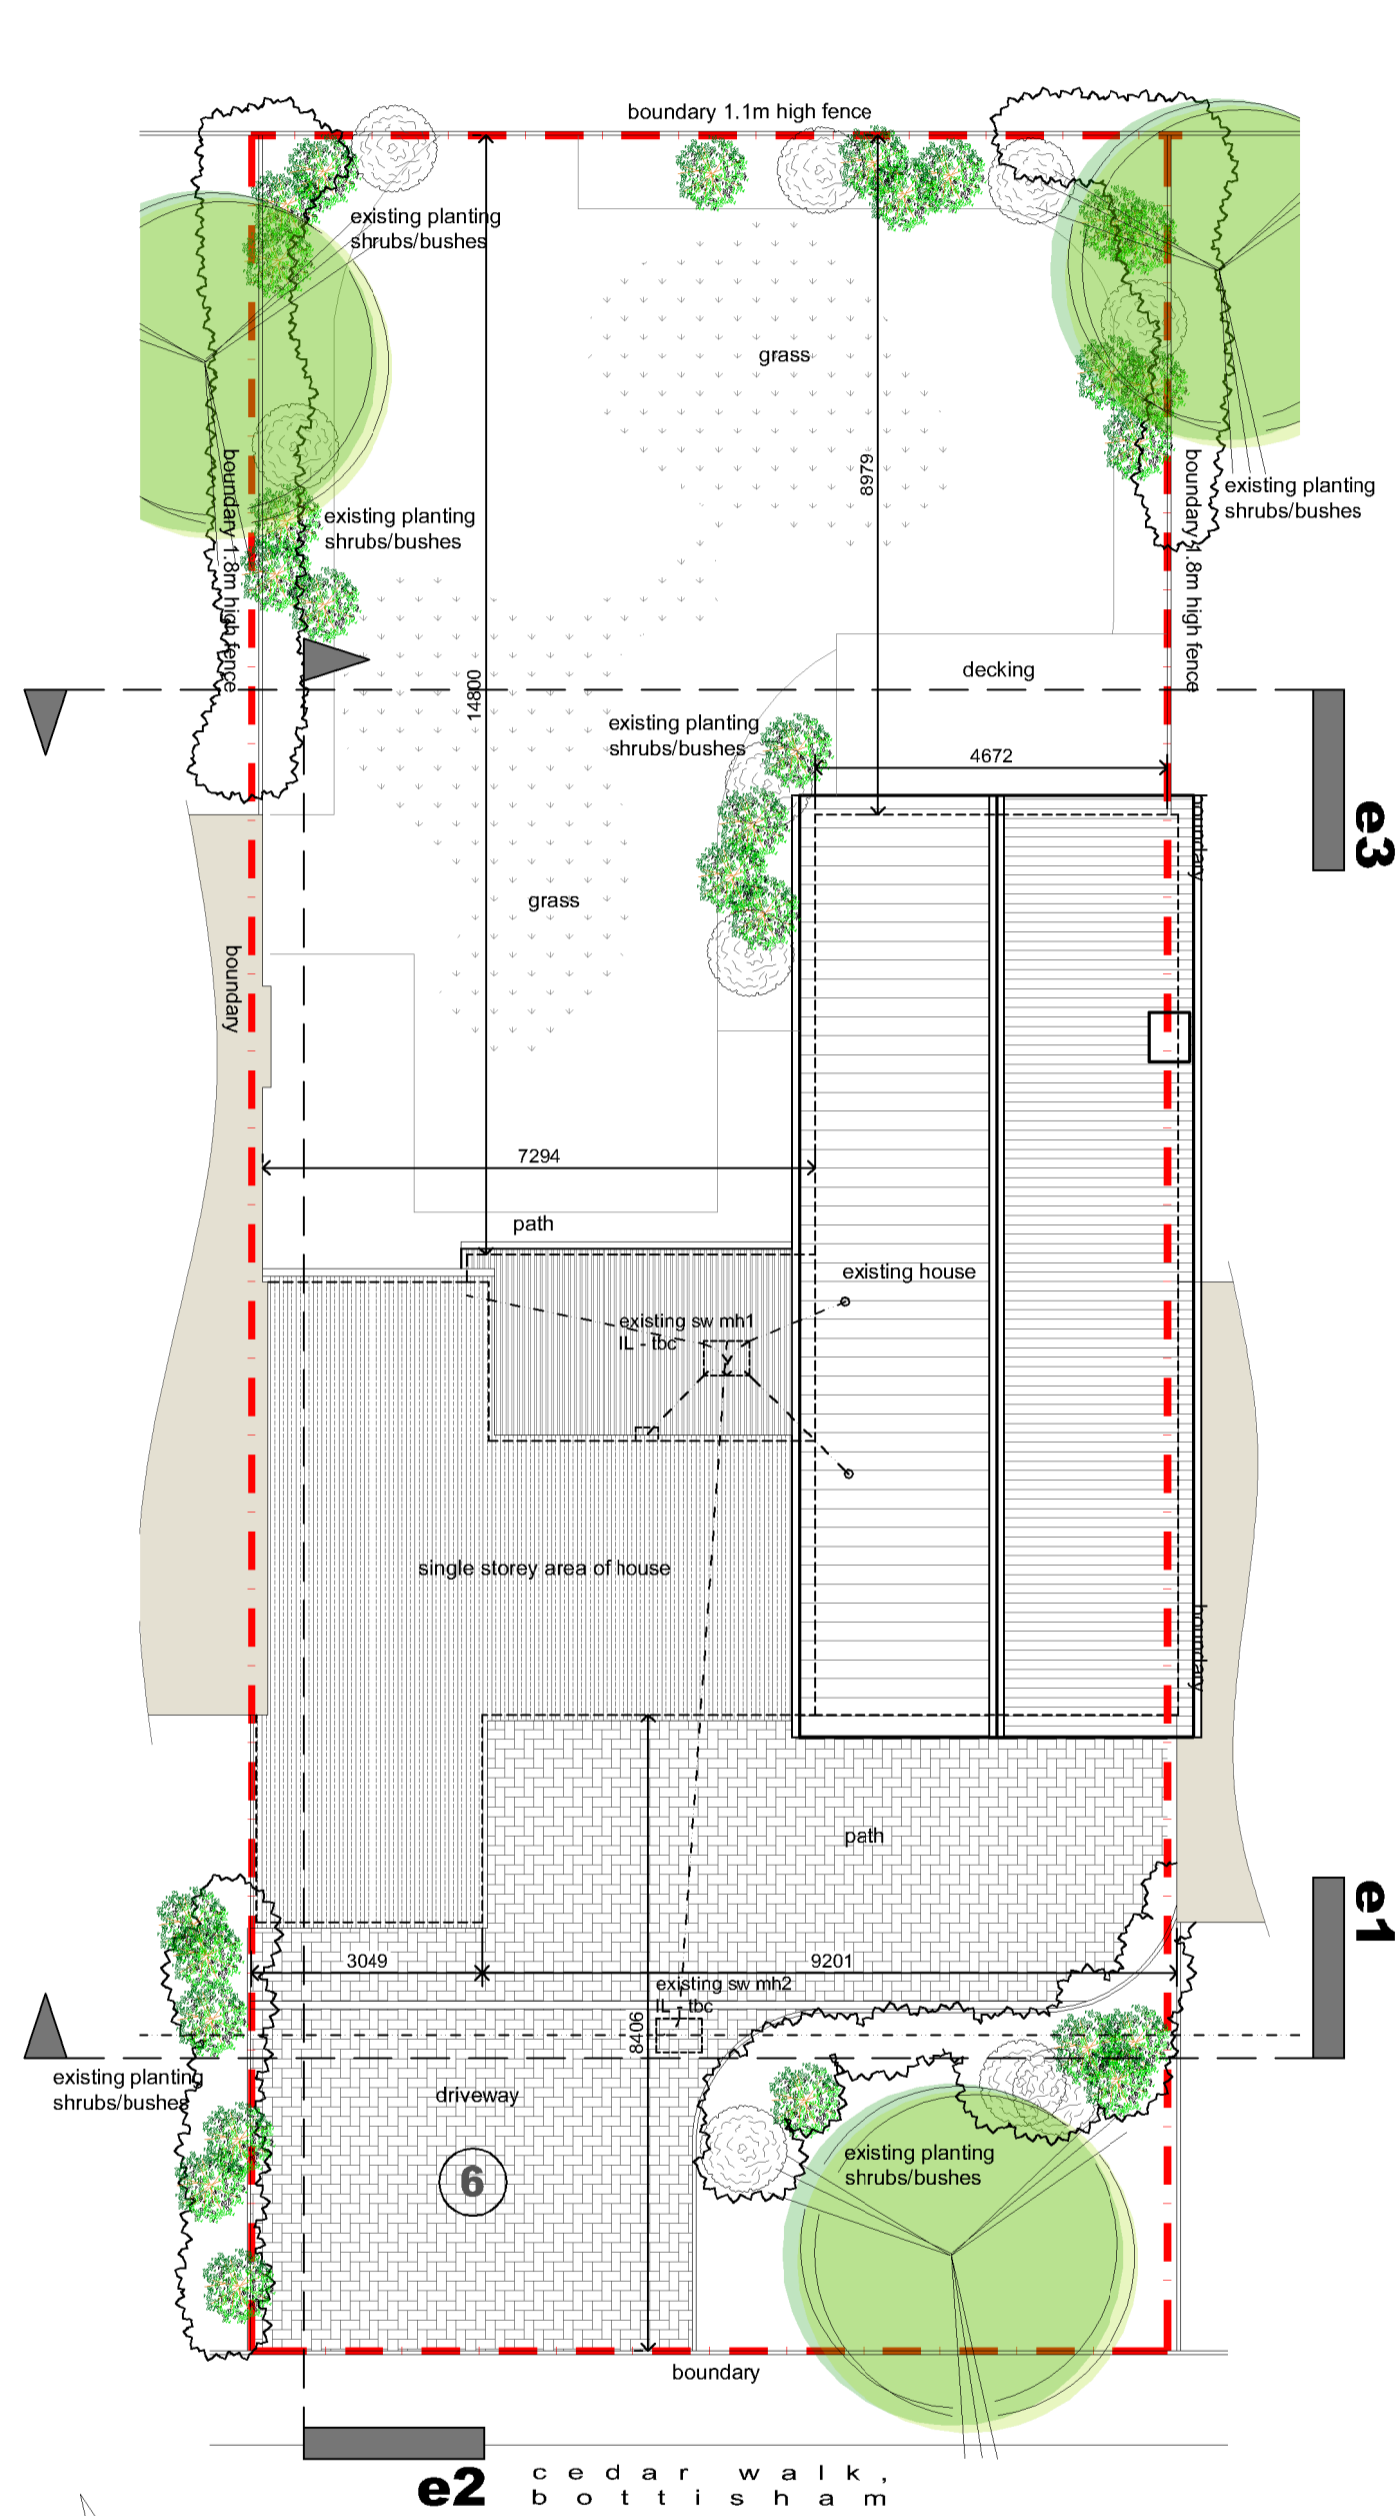 boundary 1.1m high fence
existing planting
shrubs/bushes
grass
8979
boundary 1.8m high fence
existing planting
shrubs/bushes
boundary 1.8m high fence
existing planting
shrubs/bushes
decking
14800
existing planting
shrubs/bushes
4672
boundary
e3
grass
boundary
7294
path
existing house
existing sw mh1
IL - tbc
single storey area of house
boundary
path
e1
3049
9201
existing sw mh2
IL - tbc
8406
existing planting
shrubs/bushes
driveway
existing planting
shrubs/bushes
6
boundary
e2
cedar walk,
bottisham